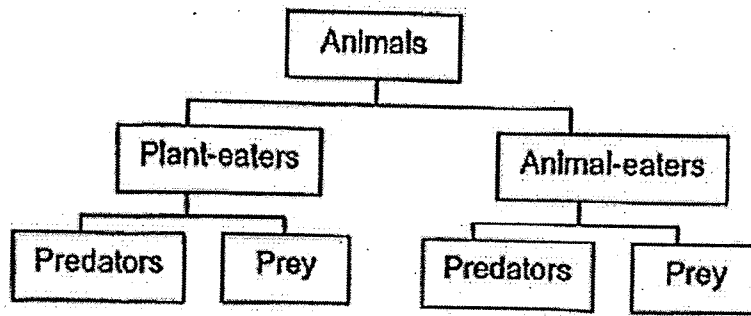 Animals
Plant-eaters
Animal-eaters
Predators
Prey
Predators
Prey